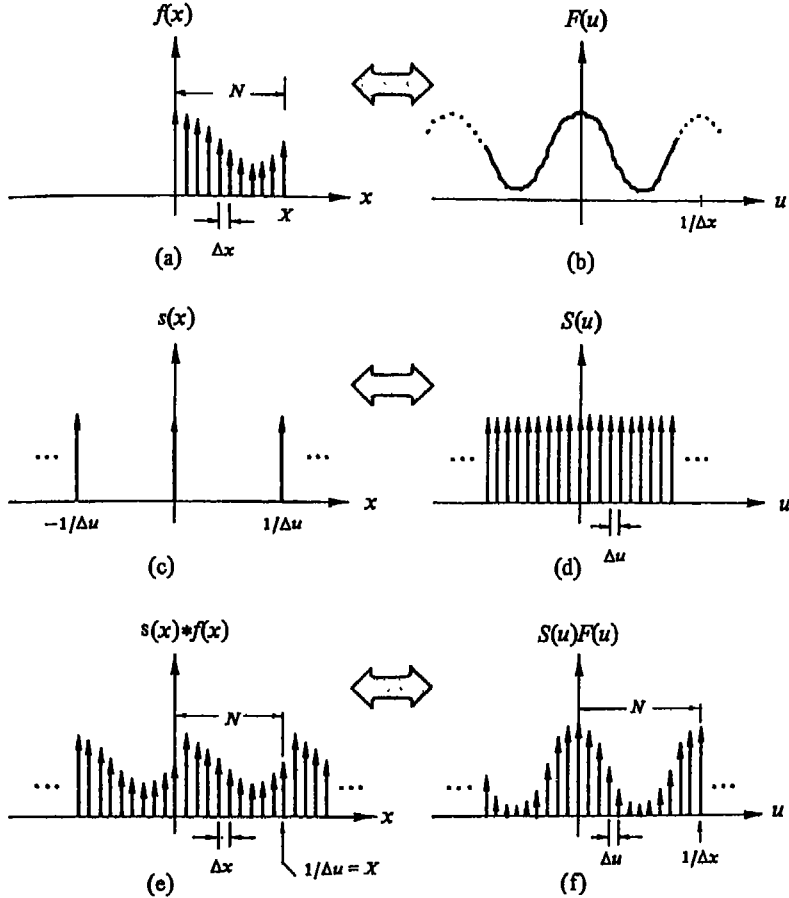 f(x)
F(u)
N
x
u
X
1/Δx
Δx
(a)
(b)
s(x)
S(u)
...
...
...
...
x
u
−1/Δu
1/Δu
Δu
(c)
(d)
s(x)*f(x)
S(u)F(u)
N
N
...
...
...
...
x
u
Δx
1/Δu = X
Δu
1/Δx
(e)
(f)